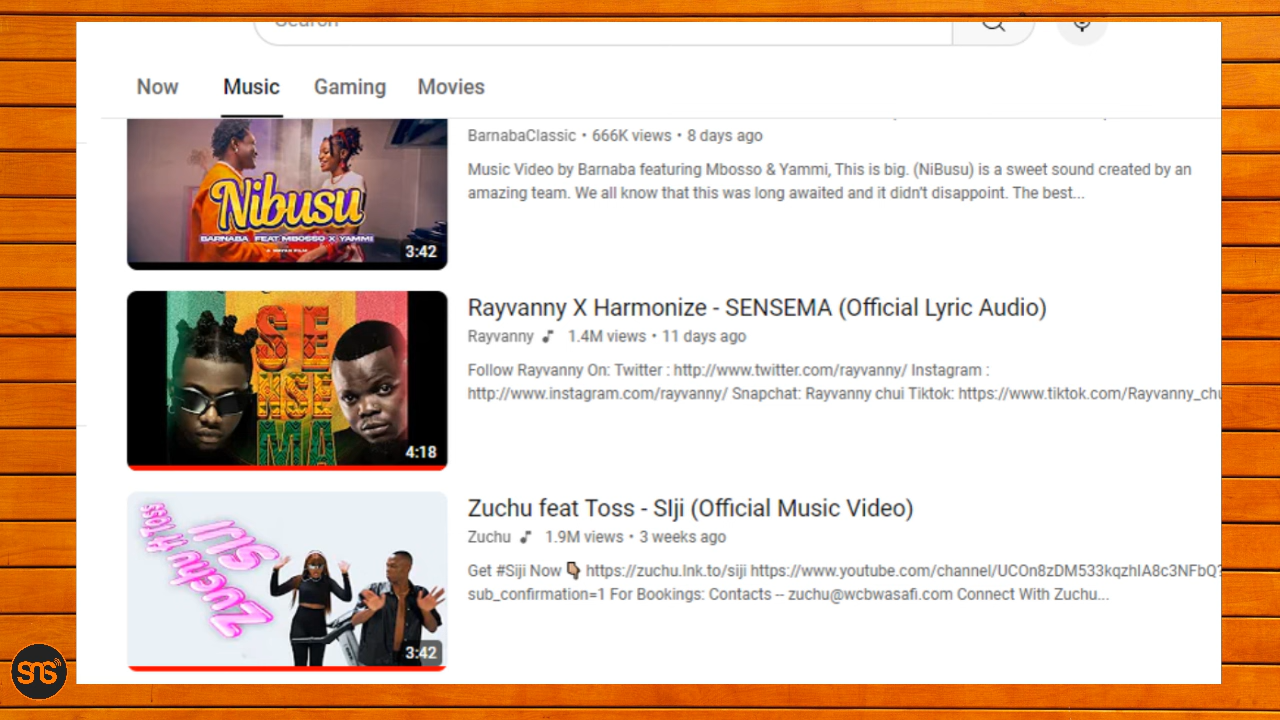 Search
Now Music Gaming Movies
BarnabaClassic • 666K views • 8 days ago
Music Video by Barnaba featuring Mbosso & Yammi, This is big. (NiBusu) is a sweet sound created by an
amazing team. We all know that this was long awaited and it didn't disappoint. The best...
Nibusu
BARNABA FEAT MBOSSO X YAMMI
3:42
Rayvanny X Harmonize - SENSEMA (Official Lyric Audio)
Rayvanny 1.4M views • 11 days ago
Follow Rayvanny On: Twitter : http://www.twitter.com/rayvanny/ Instagram :
http://www.instagram.com/rayvanny/ Snapchat: Rayvanny chui Tiktok: https://www.tiktok.com/Rayvanny_chu
SE
NSE
MA
4:18
Zuchu feat Toss - SIji (Official Music Video)
Zuchu 1.9M views • 3 weeks ago
Get #Siji Now 👇🏽 https://zuchu.lnk.to/siji https://www.youtube.com/channel/UCOn8zDM533kqzhIA8c3NFbQ?
sub_confirmation=1 For Bookings: Contacts -- zuchu@wcbwasafi.com Connect With Zuchu...
SIJI
Zuchu ft Toss
3:42
SNS